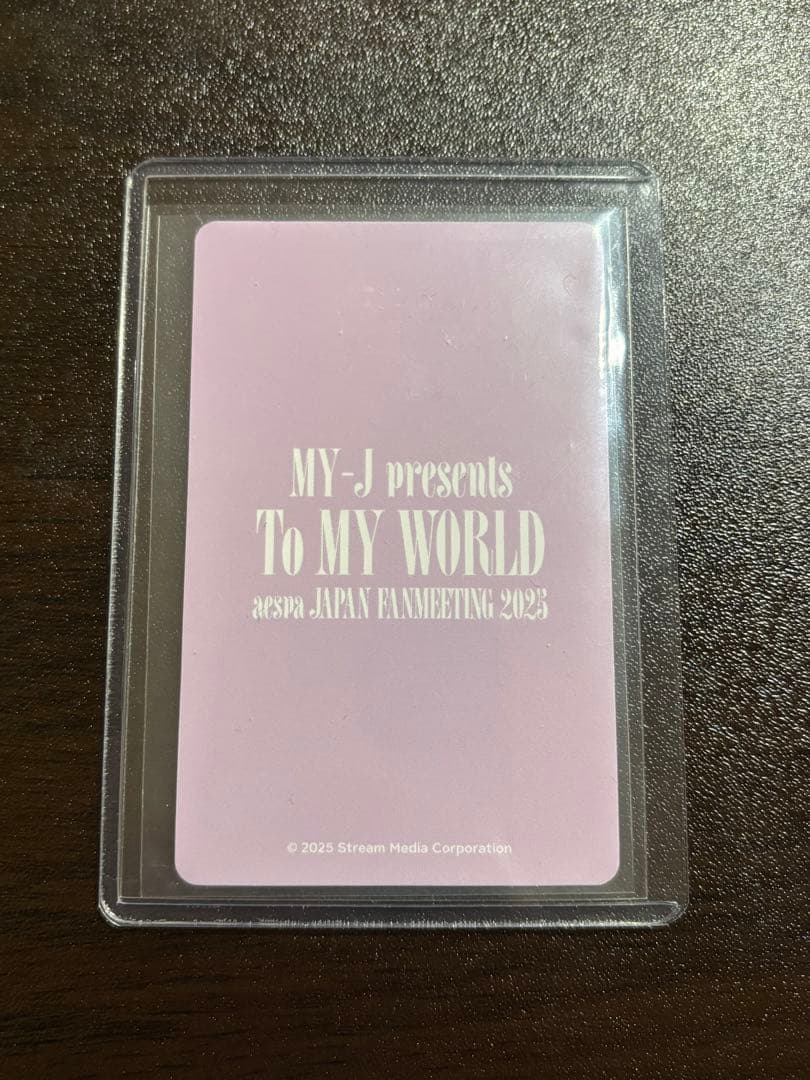 MY-J presents
To MY WORLD
aespa JAPAN FANMEETING 2025
© 2025 Stream Media Corporation